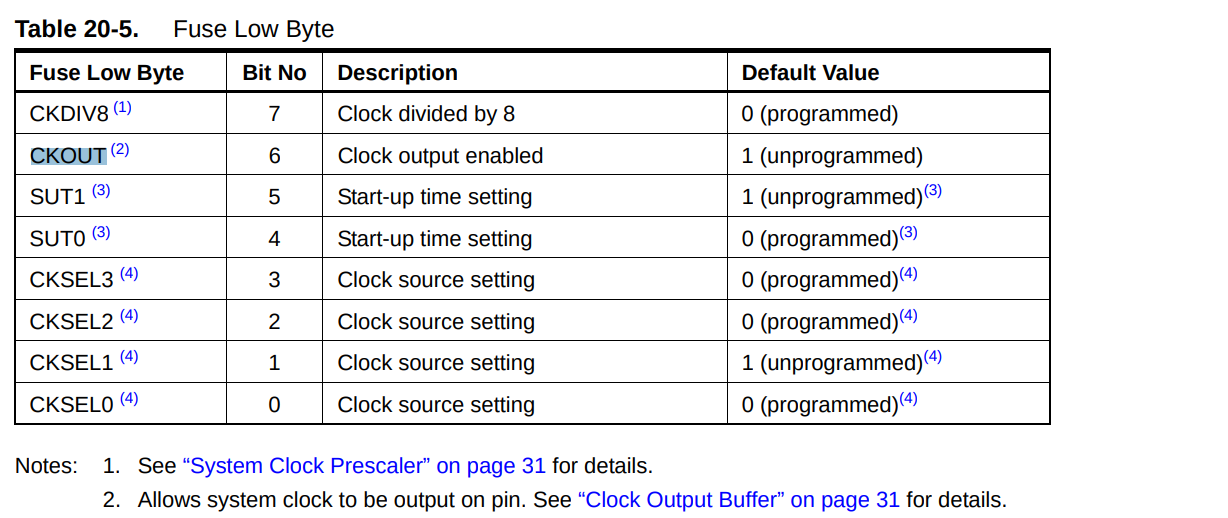 Table 20-5. Fuse Low Byte
Fuse Low Byte Bit No Description Default Value
CKDIV8 (1) 7 Clock divided by 8 0 (programmed)
CKOUT (2) 6 Clock output enabled 1 (unprogrammed)
SUT1 (3) 5 Start-up time setting 1 (unprogrammed)(3)
SUT0 (3) 4 Start-up time setting 0 (programmed)(3)
CKSEL3 (4) 3 Clock source setting 0 (programmed)(4)
CKSEL2 (4) 2 Clock source setting 0 (programmed)(4)
CKSEL1 (4) 1 Clock source setting 1 (unprogrammed)(4)
CKSEL0 (4) 0 Clock source setting 0 (programmed)(4)
Notes: 1. See “System Clock Prescaler” on page 31 for details.
2. Allows system clock to be output on pin. See “Clock Output Buffer” on page 31 for details.